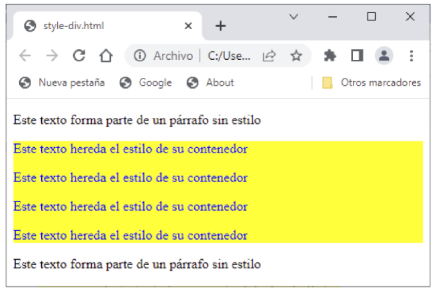 style-div.html
Archivo C:/Use...
Nueva pestaña Google About Otros marcadores
Este texto forma parte de un párrafo sin estilo
Este texto hereda el estilo de su contenedor
Este texto hereda el estilo de su contenedor
Este texto hereda el estilo de su contenedor
Este texto hereda el estilo de su contenedor
Este texto forma parte de un párrafo sin estilo